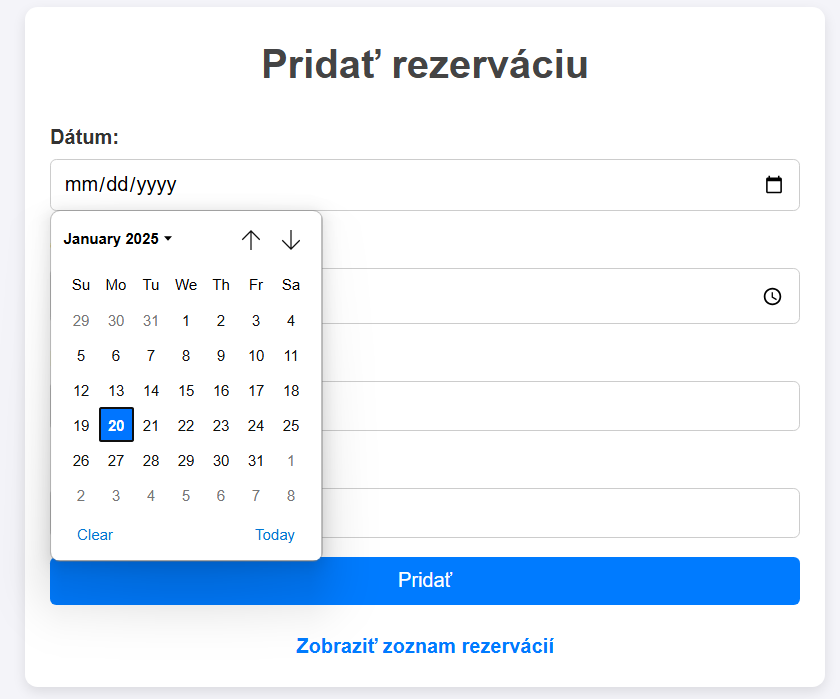 Pridať rezerváciu
Dátum:
mm/dd/yyyy
January 2025
Su Mo Tu We Th Fr Sa
29 30 31 1 2 3 4
5 6 7 8 9 10 11
12 13 14 15 16 17 18
19 20 21 22 23 24 25
26 27 28 29 30 31 1
2 3 4 5 6 7 8
Clear Today
Pridať
Zobraziť zoznam rezervácií